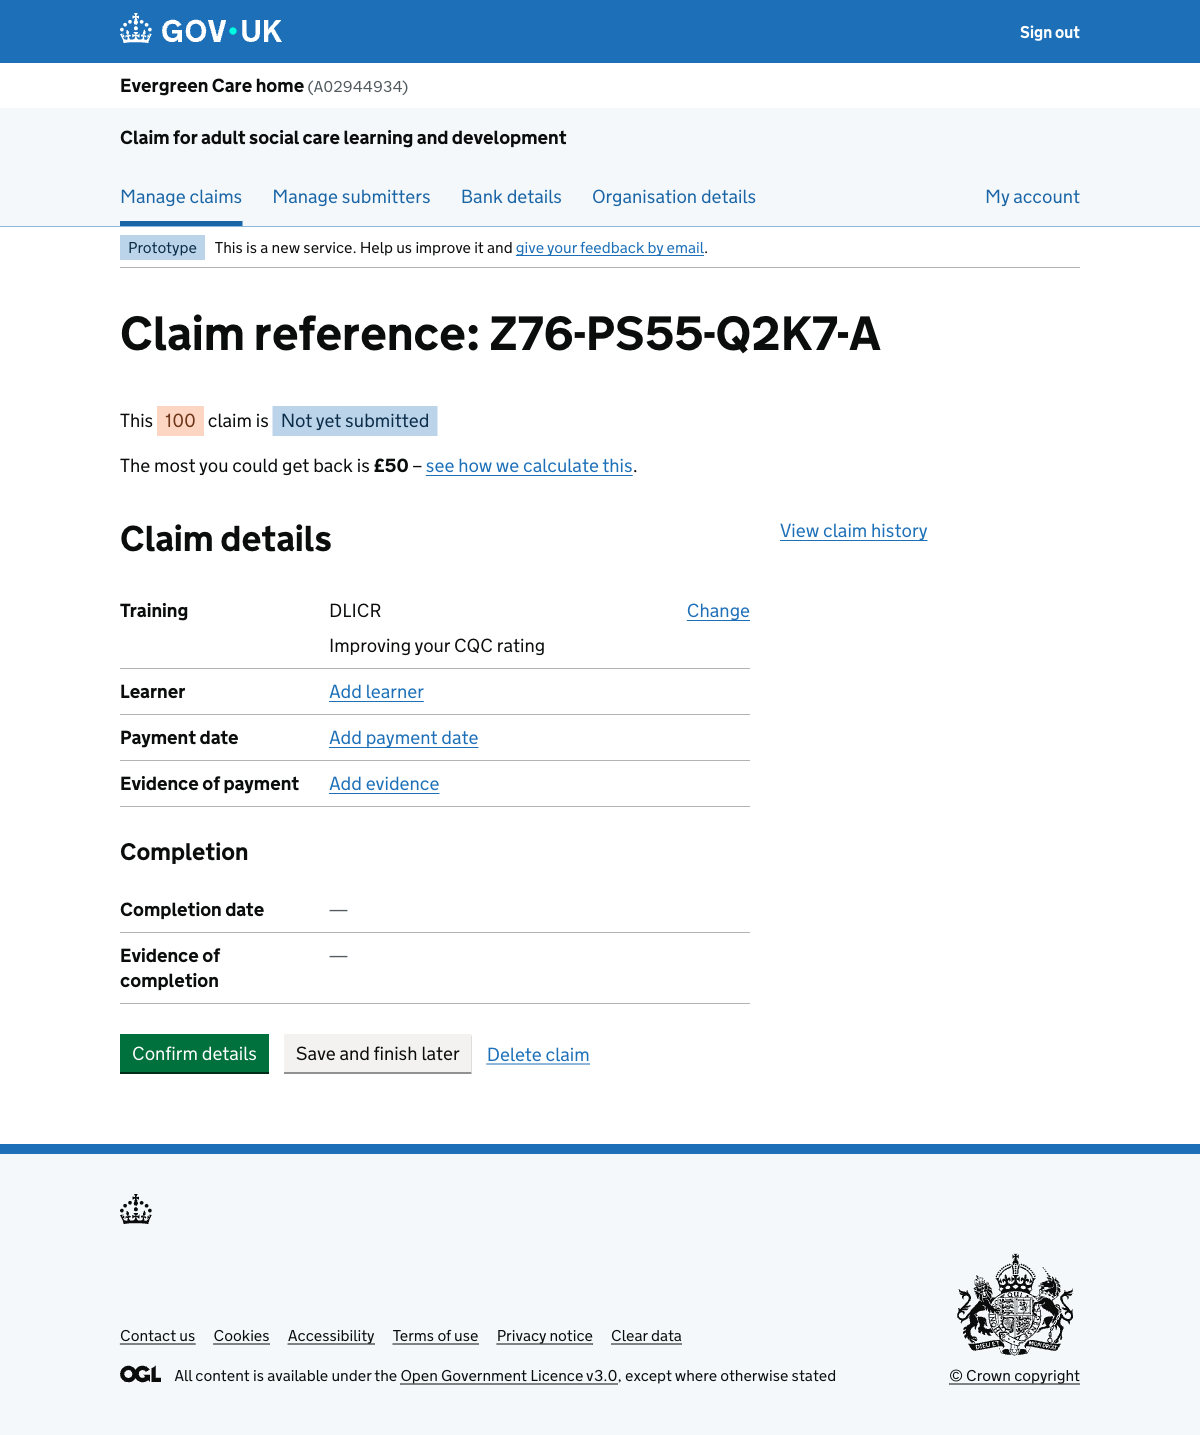 GOV·UK
Sign out
Evergreen Care home (A02944934)
Claim for adult social care learning and development
Manage claims Manage submitters Bank details Organisation details My account
Prototype This is a new service. Help us improve it and give your feedback by email.
Claim reference: Z76-PS55-Q2K7-A
This 100 claim is Not yet submitted
The most you could get back is £50 – see how we calculate this.
Claim details
View claim history
Training DLICR Change
Improving your CQC rating
Learner Add learner
Payment date Add payment date
Evidence of payment Add evidence
Completion
Completion date —
Evidence of completion —
Confirm details Save and finish later Delete claim
Contact us Cookies Accessibility Terms of use Privacy notice Clear data
OGL All content is available under the Open Government Licence v3.0, except where otherwise stated
© Crown copyright